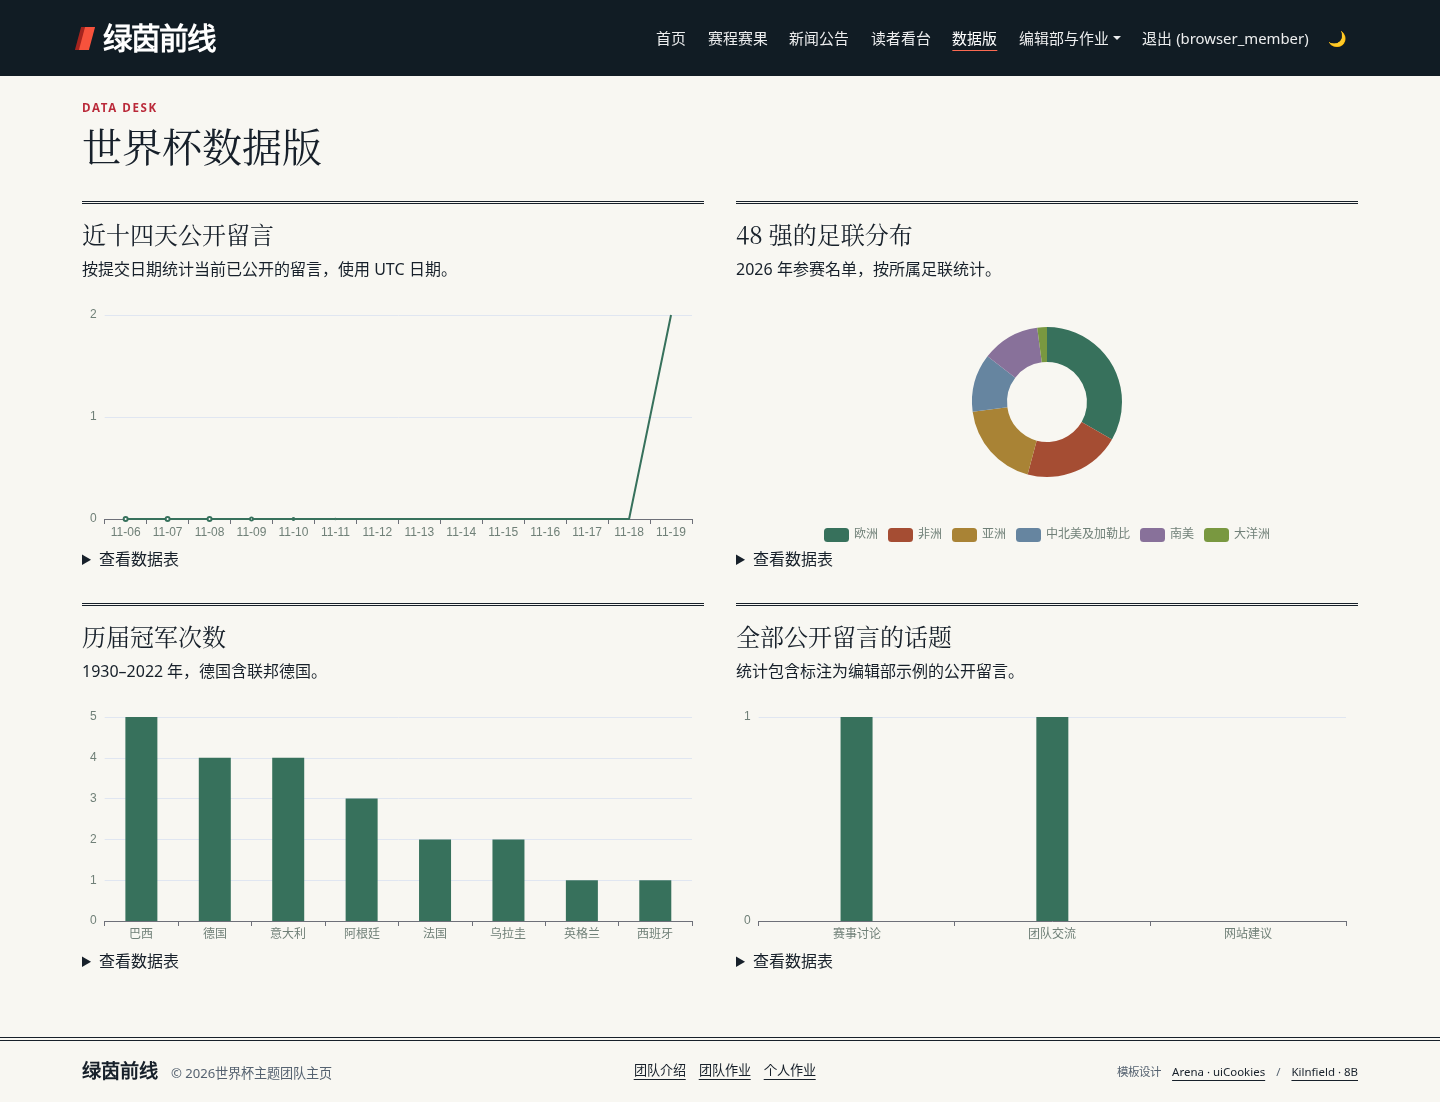 绿茵前线
首页 赛程赛果 新闻公告 读者看台 数据版 编辑部与作业 退出 (browser_member)
DATA DESK
世界杯数据版
近十四天公开留言
按提交日期统计当前已公开的留言，使用 UTC 日期。
2
1
0
11-06 11-07 11-08 11-09 11-10 11-11 11-12 11-13 11-14 11-15 11-16 11-17 11-18 11-19
查看数据表
48 强的足联分布
2026 年参赛名单，按所属足联统计。
欧洲 非洲 亚洲 中北美及加勒比 南美 大洋洲
查看数据表
历届冠军次数
1930–2022 年，德国含联邦德国。
5
4
3
2
1
0
巴西 德国 意大利 阿根廷 法国 乌拉圭 英格兰 西班牙
查看数据表
全部公开留言的话题
统计包含标注为编辑部示例的公开留言。
1
0
赛事讨论 团队交流 网站建议
查看数据表
绿茵前线 © 2026世界杯主题团队主页
团队介绍 团队作业 个人作业
模板设计 Arena · uiCookies / Kilnfield · 8B